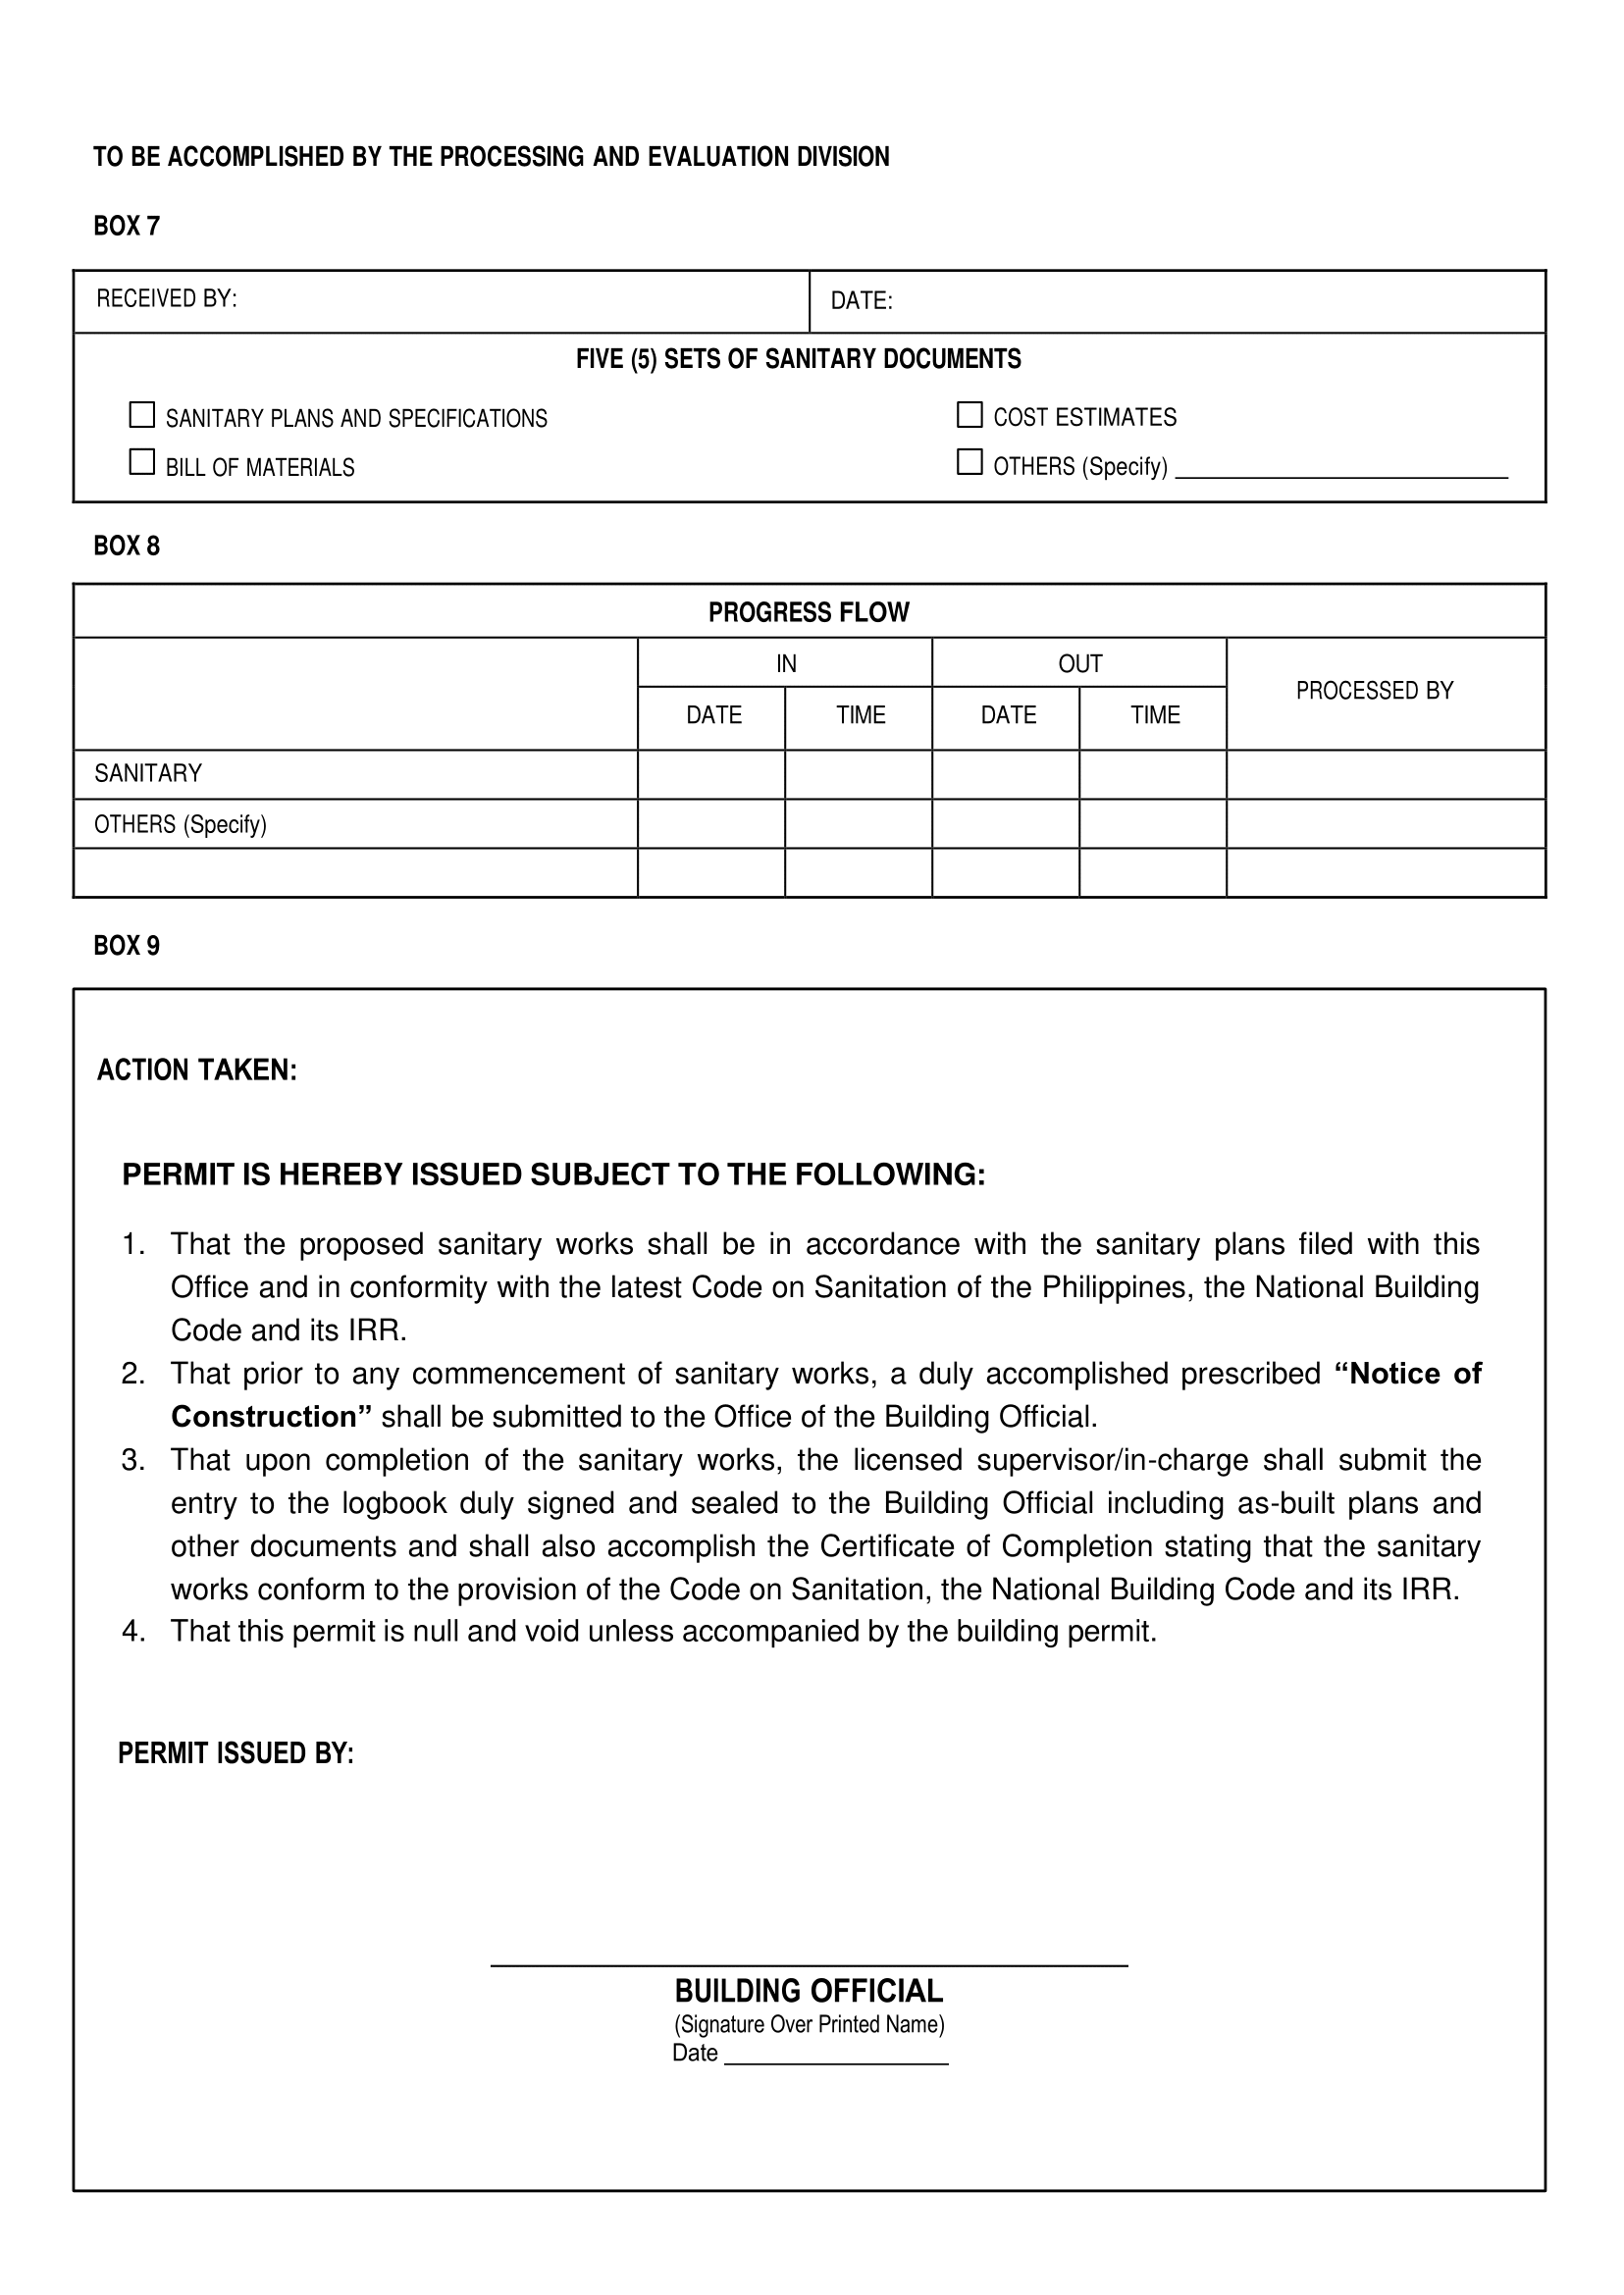 TO BE ACCOMPLISHED BY THE PROCESSING AND EVALUATION DIVISION
BOX 7
RECEIVED BY:
DATE:
FIVE (5) SETS OF SANITARY DOCUMENTS
SANITARY PLANS AND SPECIFICATIONS
COST ESTIMATES
BILL OF MATERIALS
OTHERS (Specify)
BOX 8
PROGRESS FLOW
IN
OUT
PROCESSED BY
DATE
TIME
DATE
TIME
SANITARY
OTHERS (Specify)
BOX 9
ACTION TAKEN:
PERMIT IS HEREBY ISSUED SUBJECT TO THE FOLLOWING:
1. That the proposed sanitary works shall be in accordance with the sanitary plans filed with this
Office and in conformity with the latest Code on Sanitation of the Philippines, the National Building
Code and its IRR.
2. That prior to any commencement of sanitary works, a duly accomplished prescribed “Notice of
Construction” shall be submitted to the Office of the Building Official.
3. That upon completion of the sanitary works, the licensed supervisor/in-charge shall submit the
entry to the logbook duly signed and sealed to the Building Official including as-built plans and
other documents and shall also accomplish the Certificate of Completion stating that the sanitary
works conform to the provision of the Code on Sanitation, the National Building Code and its IRR.
4. That this permit is null and void unless accompanied by the building permit.
PERMIT ISSUED BY:
BUILDING OFFICIAL
(Signature Over Printed Name)
Date